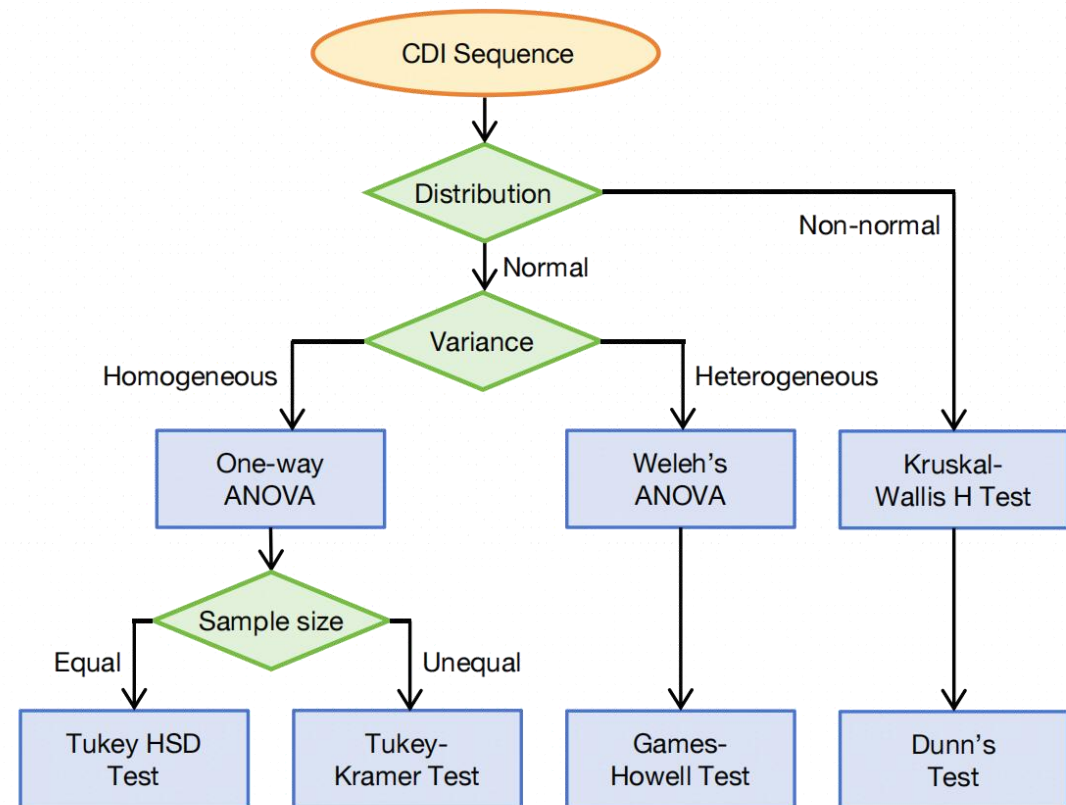 CDI Sequence
Distribution
Non-normal
Normal
Variance
Homogeneous
Heterogeneous
One-way
ANOVA
Weleh's
ANOVA
Kruskal-
Wallis H Test
Sample size
Equal
Unequal
Tukey HSD
Test
Tukey-
Kramer Test
Games-
Howell Test
Dunn's
Test